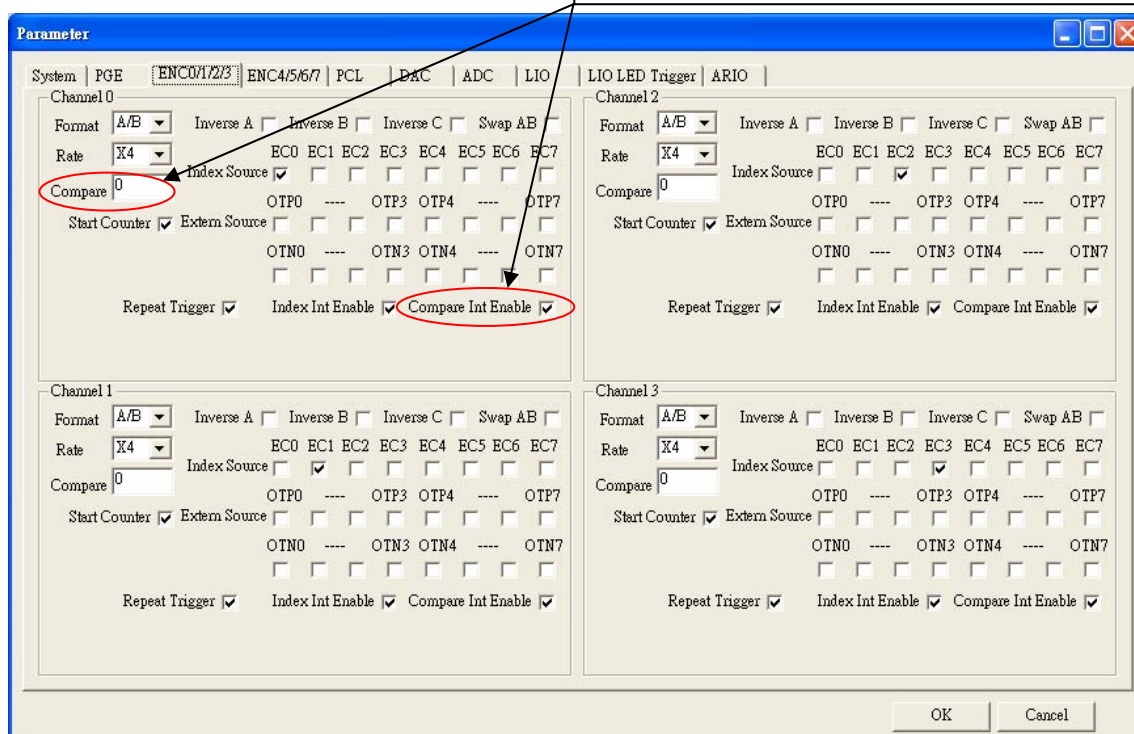 Parameter
System PGE ENC0/1/2/3 ENC4/5/6/7 PCL DAC ADC LIO LIO LED Trigger ARIO
Channel 0
Format A/B Inverse A Inverse B Inverse C Swap AB
Rate X4 EC0 EC1 EC2 EC3 EC4 EC5 EC6 EC7
Index Source
Compare 0
OTP0 ---- OTP3 OTP4 ---- OTP7
Start Counter Extern Source
OTN0 ---- OTN3 OTN4 ---- OTN7
Repeat Trigger Index Int Enable Compare Int Enable
Channel 1
Format A/B Inverse A Inverse B Inverse C Swap AB
Rate X4 EC0 EC1 EC2 EC3 EC4 EC5 EC6 EC7
Index Source
Compare 0
OTP0 ---- OTP3 OTP4 ---- OTP7
Start Counter Extern Source
OTN0 ---- OTN3 OTN4 ---- OTN7
Repeat Trigger Index Int Enable Compare Int Enable
Channel 2
Format A/B Inverse A Inverse B Inverse C Swap AB
Rate X4 EC0 EC1 EC2 EC3 EC4 EC5 EC6 EC7
Index Source
Compare 0
OTP0 ---- OTP3 OTP4 ---- OTP7
Start Counter Extern Source
OTN0 ---- OTN3 OTN4 ---- OTN7
Repeat Trigger Index Int Enable Compare Int Enable
Channel 3
Format A/B Inverse A Inverse B Inverse C Swap AB
Rate X4 EC0 EC1 EC2 EC3 EC4 EC5 EC6 EC7
Index Source
Compare 0
OTP0 ---- OTP3 OTP4 ---- OTP7
Start Counter Extern Source
OTN0 ---- OTN3 OTN4 ---- OTN7
Repeat Trigger Index Int Enable Compare Int Enable
OK Cancel